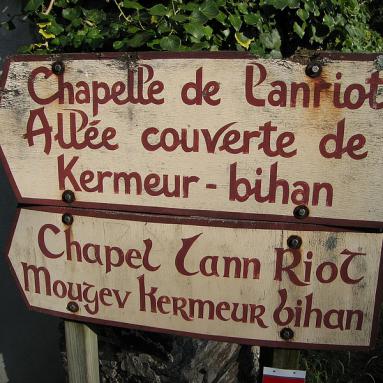 Chapelle de Lanriot
Allée couverte de
Kermeur-bihan
Chapel Lann Riot
Mougev Kermeur bihan